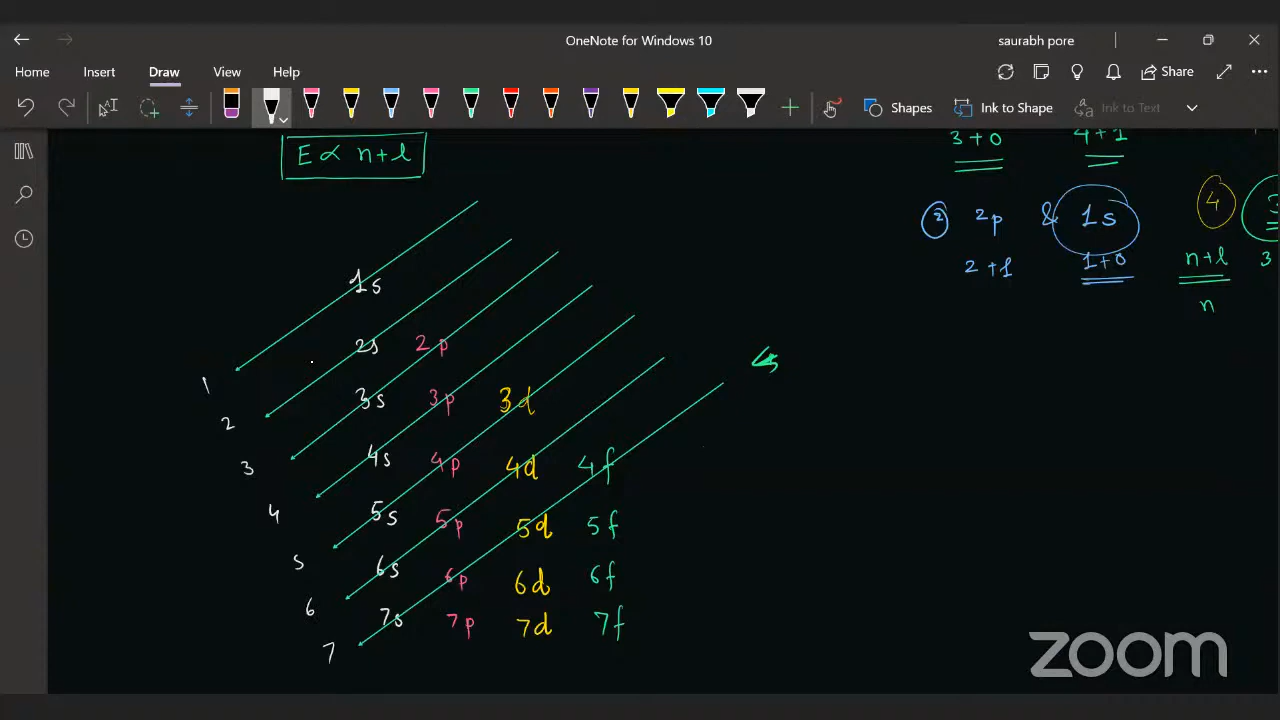 OneNote for Windows 10
saurabh pore
Home Insert Draw View Help
Share
Shapes
Ink to Shape
Ink to Text
E ∝ n+l
3+0 4+1
② 2p & 1s ④
2+1 1+0 n+l 3
n
1s
2s 2p
3s 3p 3d
4s 4p 4d 4f
5s 5p 5d 5f
6s 6p 6d 6f
7s 7p 7d 7f
1
2
3
4
5
6
7
zoom